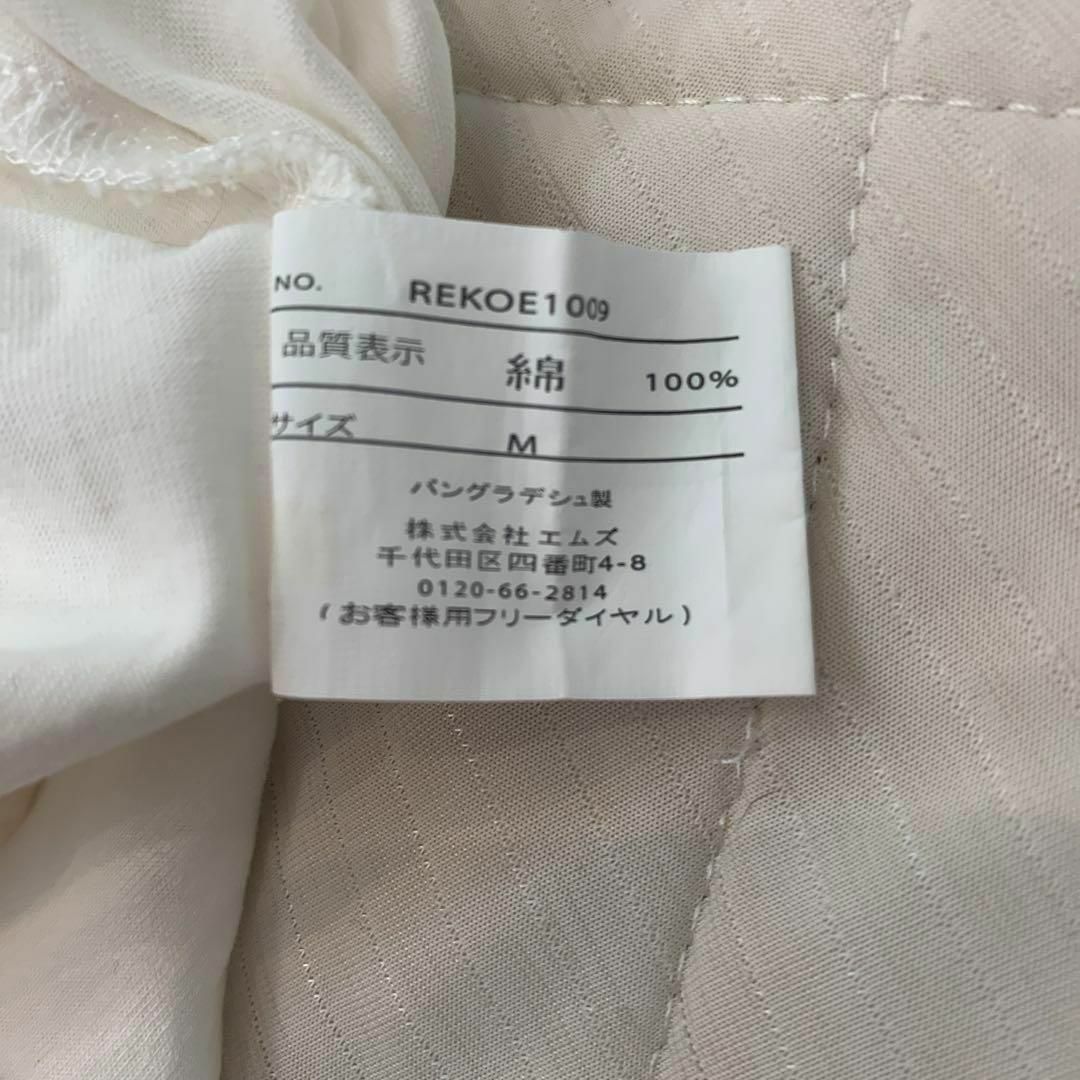 NO. REKOE1009
品質表示 綿 100%
サイズ M
バングラデシュ製
株式会社エムズ
千代田区四番町4-8
0120-66-2814
(お客様用フリーダイヤル)